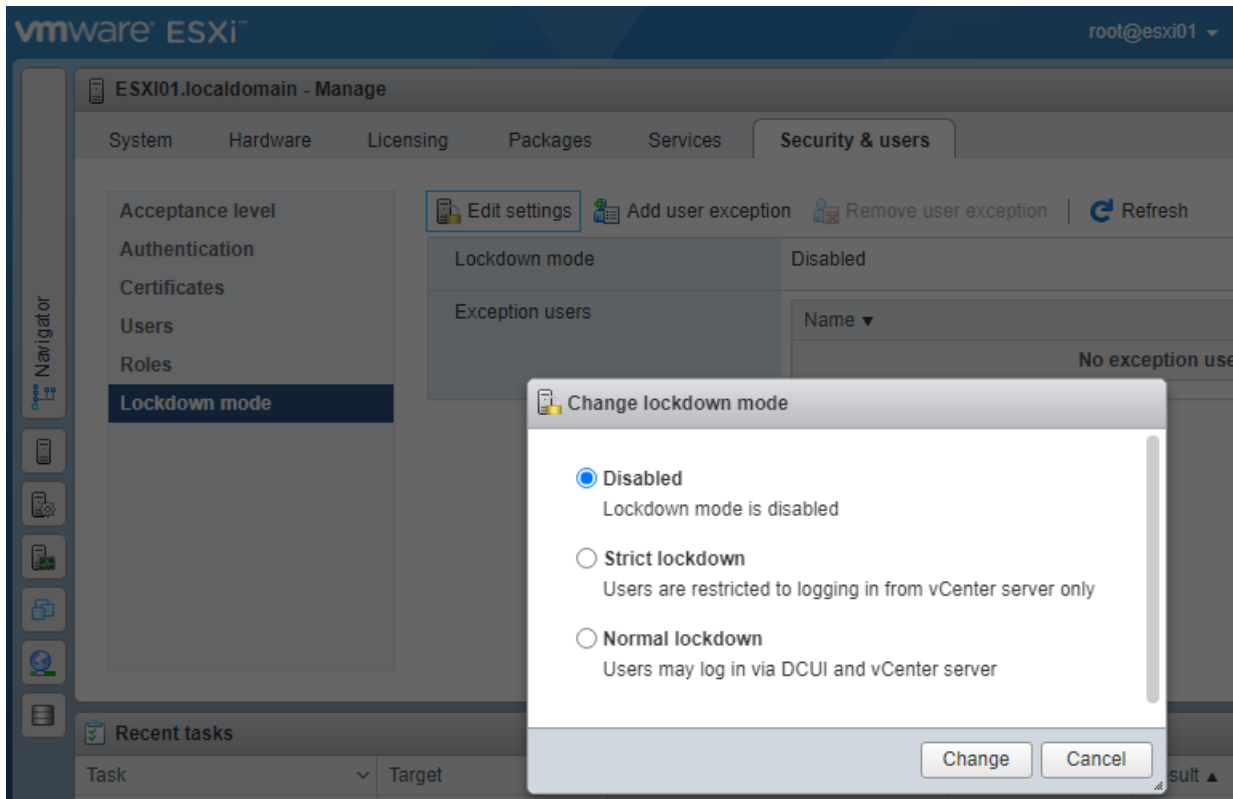 vmware ESXi™
root@esxi01
ESXI01.localdomain - Manage
System Hardware Licensing Packages Services Security & users
Navigator
Acceptance level
Authentication
Certificates
Users
Roles
Lockdown mode
Edit settings Add user exception Remove user exception Refresh
Lockdown mode Disabled
Exception users
Name
No exception use
Change lockdown mode
Disabled
Lockdown mode is disabled
Strict lockdown
Users are restricted to logging in from vCenter server only
Normal lockdown
Users may log in via DCUI and vCenter server
Change Cancel
Recent tasks
Task Target sult